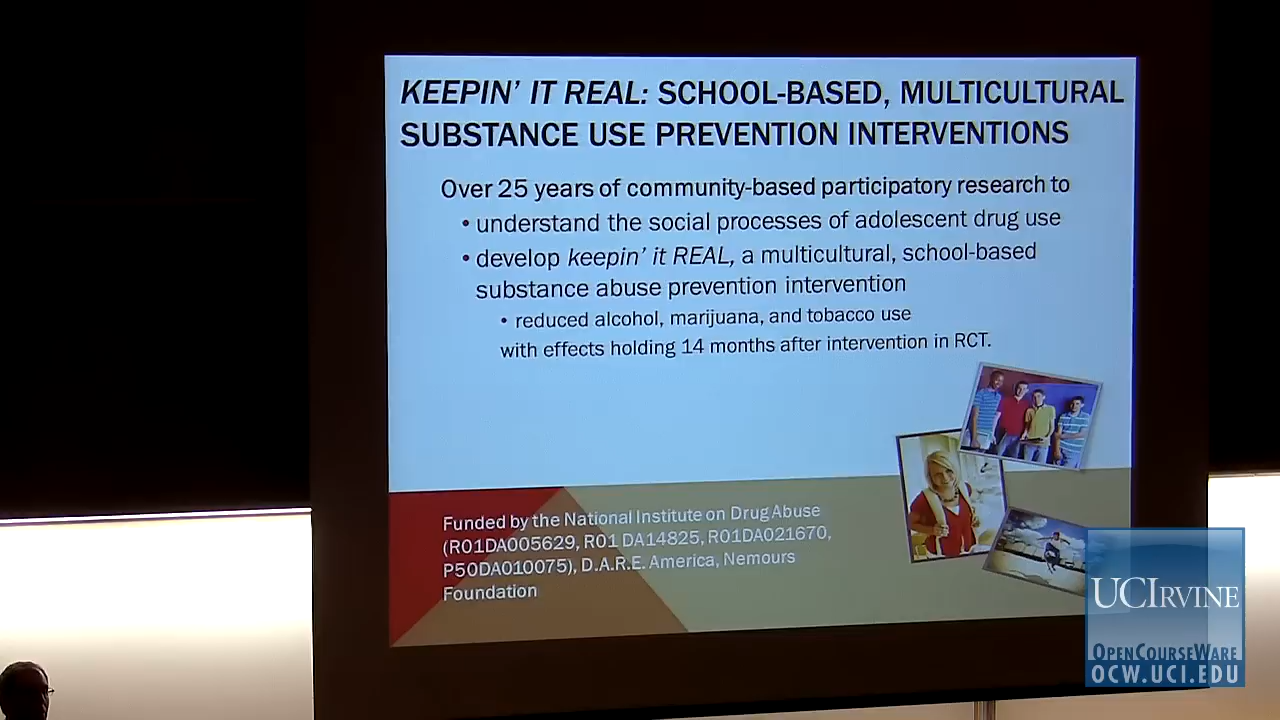 KEEPIN' IT REAL: SCHOOL-BASED, MULTICULTURAL
SUBSTANCE USE PREVENTION INTERVENTIONS
Over 25 years of community-based participatory research to
• understand the social processes of adolescent drug use
• develop keepin' it REAL, a multicultural, school-based
substance abuse prevention intervention
• reduced alcohol, marijuana, and tobacco use
with effects holding 14 months after intervention in RCT.
Funded by the National Institute on Drug Abuse
(R01DA005629, R01 DA14825, R01DA021670,
P50DA010075), D.A.R.E. America, Nemours
Foundation
UCIRVINE
OPENCOURSEWARE
OCW.UCI.EDU